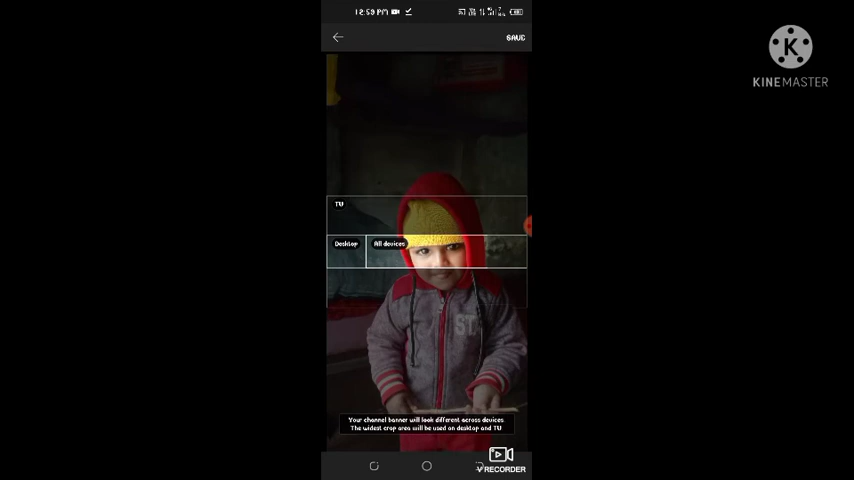 12:59 PM
SAVE
KINEMASTER
TV
Desktop
All devices
ST
Your channel banner will look different across devices
The widest crop area will be used on desktop and TV
V RECORDER